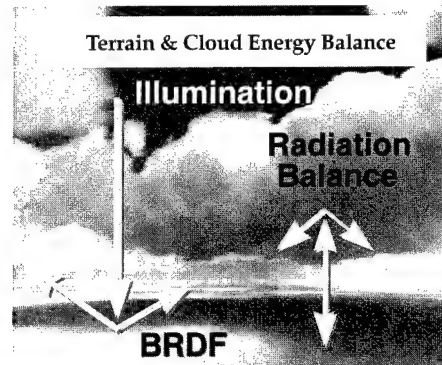 Terrain & Cloud Energy Balance
Illumination
Radiation
Balance
BRDF